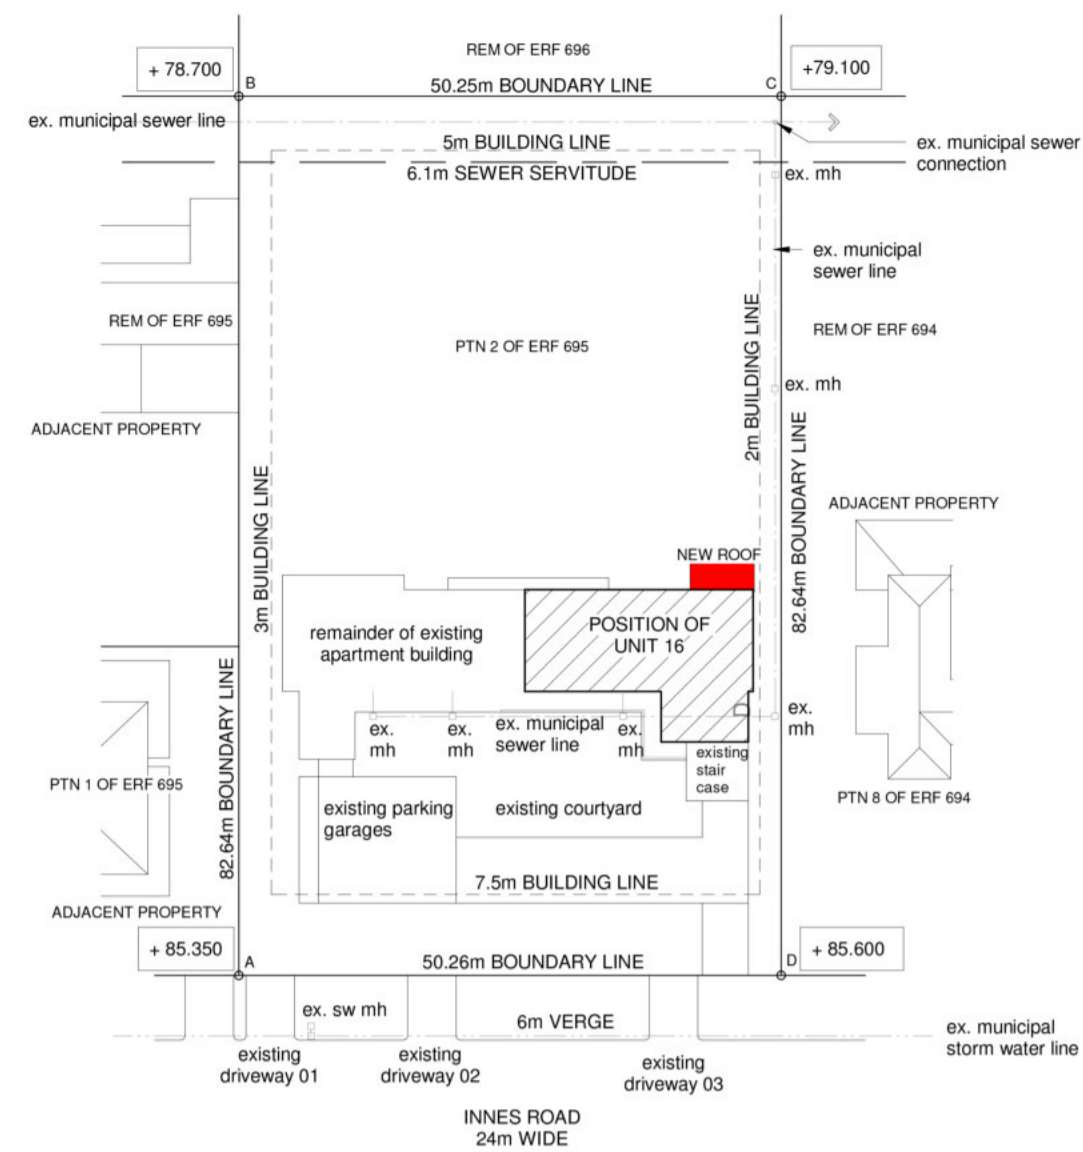 REM OF ERF 696
+ 78.700
B
50.25m BOUNDARY LINE
C
+79.100
ex. municipal sewer line
5m BUILDING LINE
ex. municipal sewer
connection
6.1m SEWER SERVITUDE
ex. mh
ex. municipal
sewer line
REM OF ERF 695
PTN 2 OF ERF 695
2m BUILDING LINE
REM OF ERF 694
ex. mh
ADJACENT PROPERTY
3m BUILDING LINE
82.64m BOUNDARY LINE
ADJACENT PROPERTY
NEW ROOF
remainder of existing
apartment building
POSITION OF
UNIT 16
82.64m BOUNDARY LINE
ex.
mh
ex.
mh
ex. municipal
sewer line
ex.
mh
ex.
mh
existing
stair
case
PTN 1 OF ERF 695
existing parking
garages
existing courtyard
PTN 8 OF ERF 694
7.5m BUILDING LINE
ADJACENT PROPERTY
+ 85.350
A
50.26m BOUNDARY LINE
D
+ 85.600
ex. sw mh
6m VERGE
ex. municipal
storm water line
existing
driveway 01
existing
driveway 02
existing
driveway 03
INNES ROAD
24m WIDE